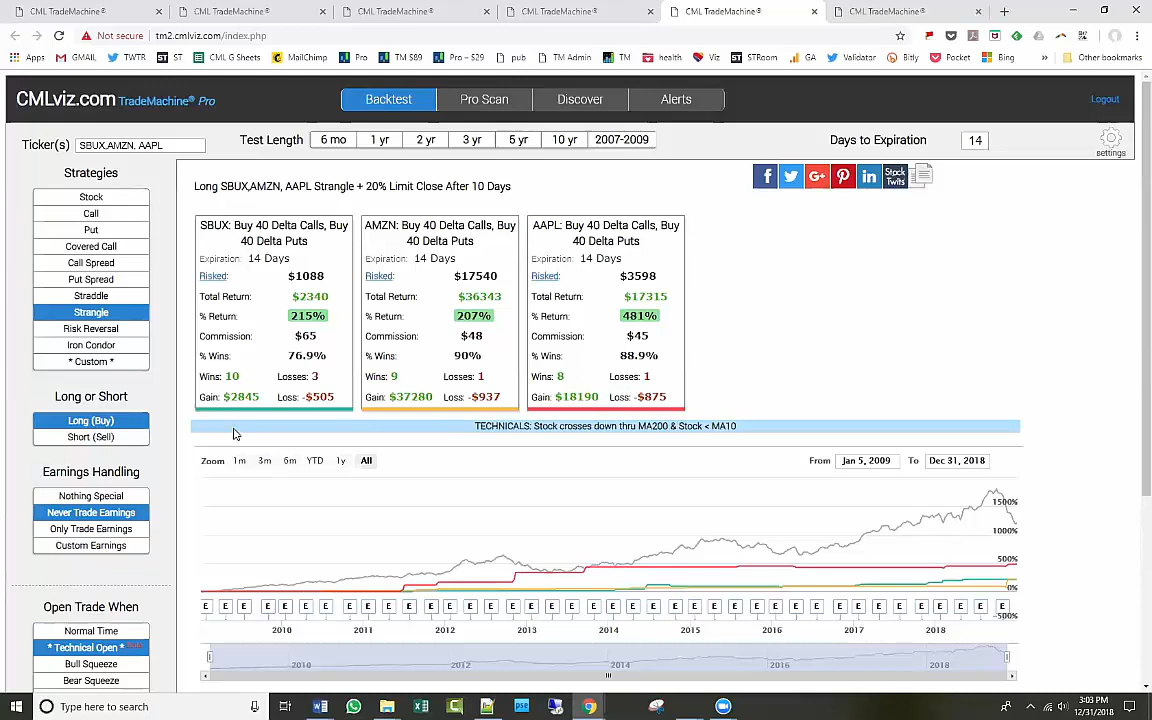 CML TradeMachine®
CML TradeMachine®
CML TradeMachine®
CML TradeMachine®
CML TradeMachine®
CML TradeMachine®
Not secure tm2.cmlviz.com/index.php
Apps GMAIL TWTR ST CML G Sheets MailChimp Pro TM $89 Pro – $29 pub TM Admin TM health Viz STRoom GA Validator Bitly Pocket Bing » Other bookmarks
CMLviz.com TradeMachine® Pro
Backtest Pro Scan Discover Alerts
Logout
Ticker(s) SBUX,AMZN, AAPL
Test Length 6 mo 1 yr 2 yr 3 yr 5 yr 10 yr 2007-2009
Days to Expiration 14
settings
Strategies
Stock
Call
Put
Covered Call
Call Spread
Put Spread
Straddle
Strangle
Risk Reversal
Iron Condor
* Custom *
Long or Short
Long (Buy)
Short (Sell)
Earnings Handling
Nothing Special
Never Trade Earnings
Only Trade Earnings
Custom Earnings
Open Trade When
Normal Time
* Technical Open *
Bull Squeeze
Bear Squeeze
Long SBUX,AMZN, AAPL Strangle + 20% Limit Close After 10 Days
f G+ in Stock Twits
SBUX: Buy 40 Delta Calls, Buy
40 Delta Puts
Expiration: 14 Days
Risked: $1088
Total Return: $2340
% Return: 215%
Commission: $65
% Wins: 76.9%
Wins: 10 Losses: 3
Gain: $2845 Loss: -$505
AMZN: Buy 40 Delta Calls, Buy
40 Delta Puts
Expiration: 14 Days
Risked: $17540
Total Return: $36343
% Return: 207%
Commission: $48
% Wins: 90%
Wins: 9 Losses: 1
Gain: $37280 Loss: -$937
AAPL: Buy 40 Delta Calls, Buy
40 Delta Puts
Expiration: 14 Days
Risked: $3598
Total Return: $17315
% Return: 481%
Commission: $45
% Wins: 88.9%
Wins: 8 Losses: 1
Gain: $18190 Loss: -$875
TECHNICALS: Stock crosses down thru MA200 & Stock < MA10
Zoom 1m 3m 6m YTD 1y All
From Jan 5, 2009 To Dec 31, 2018
1500%
1000%
500%
0%
-500%
E E E E E E E E E E E E E E E E E E E E E E E E E E E E E E E E E E E E E E E E
2010 2011 2012 2013 2014 2015 2016 2017 2018
2010 2012 2014 2016 2018
Type here to search
3:03 PM
12/31/2018